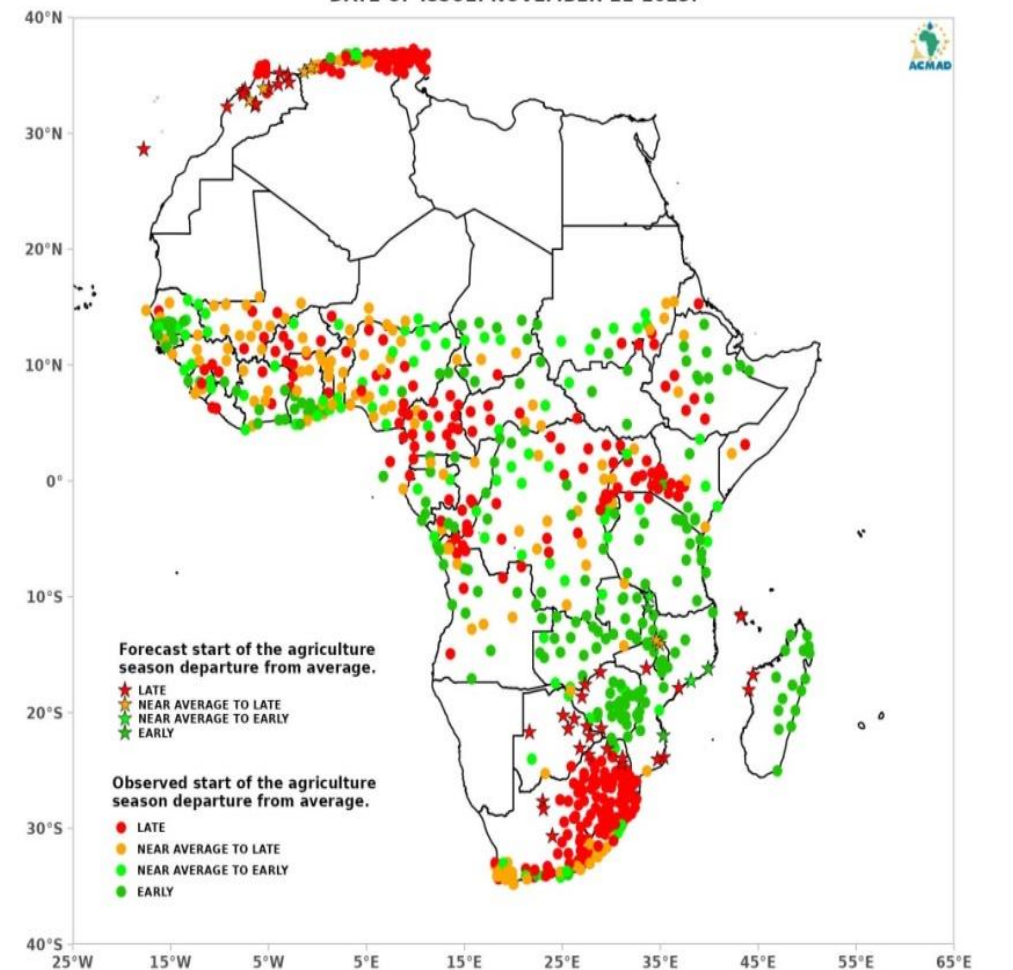 40°N
ACMAD
30°N
20°N
10°N
0°
10°S
20°S
30°S
40°S
Forecast start of the agriculture
season departure from average.
LATE
NEAR AVERAGE TO LATE
NEAR AVERAGE TO EARLY
EARLY
Observed start of the agriculture
season departure from average.
LATE
NEAR AVERAGE TO LATE
NEAR AVERAGE TO EARLY
EARLY
25°W 15°W 5°W 5°E 15°E 25°E 35°E 45°E 55°E 65°E